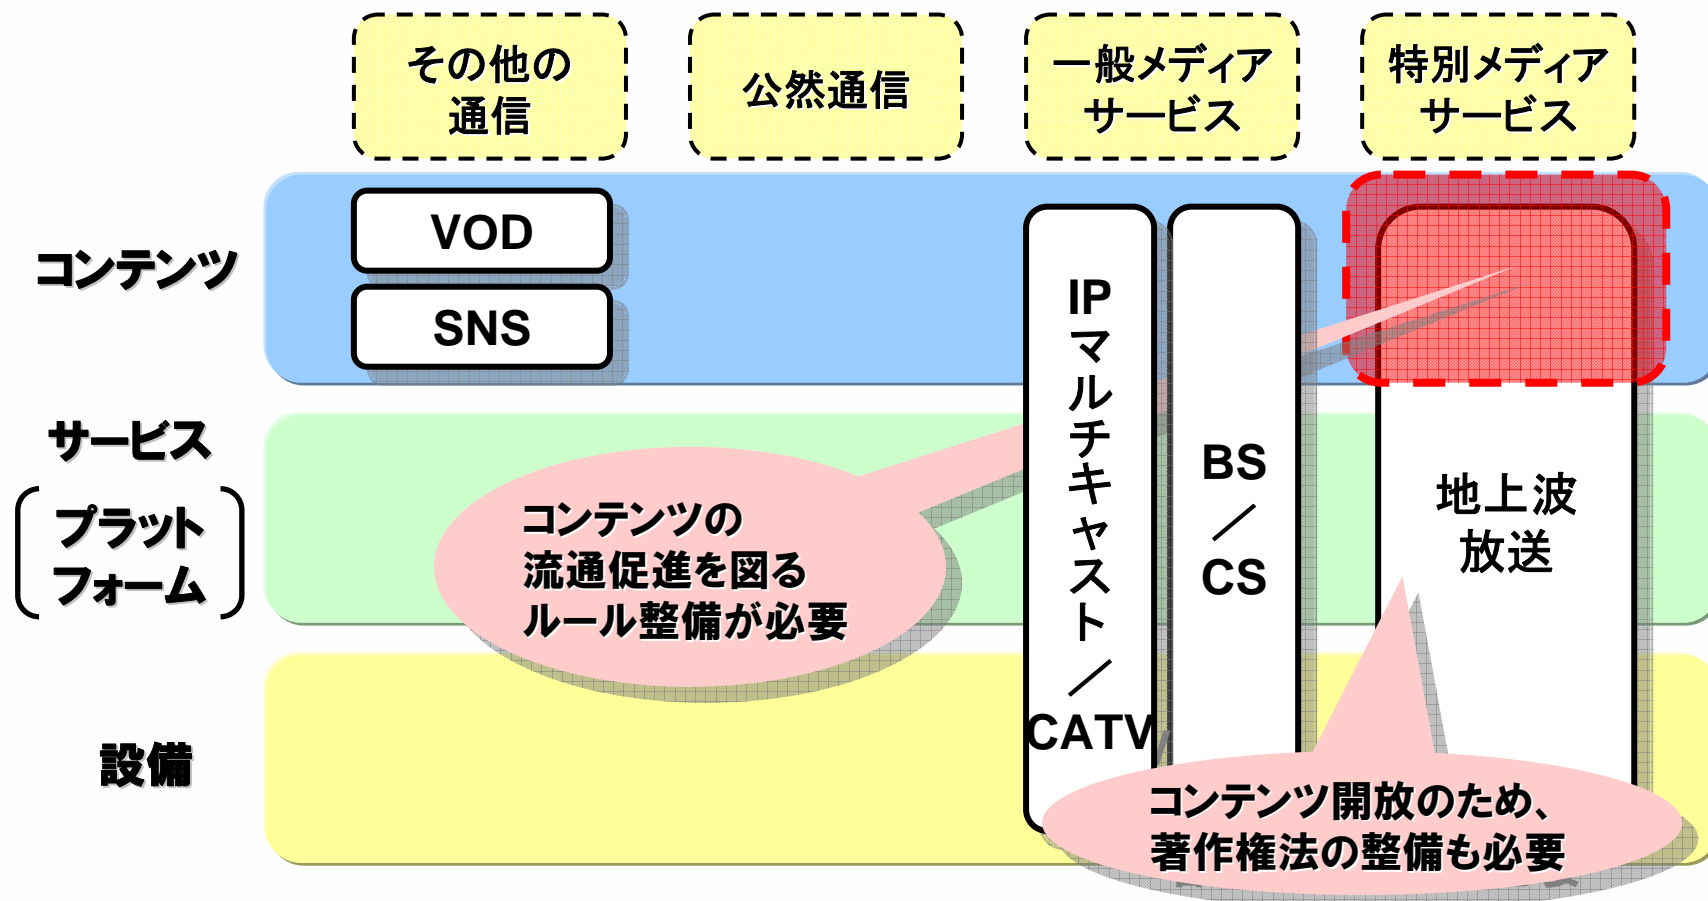 その他の
通信
公然通信
一般メディア
サービス
特別メディア
サービス
コンテンツ
VOD
SNS
サービス
プラット
フォーム
設備
IPマルチキャスト／
CATV
BS
／
CS
地上波
放送
コンテンツの
流通促進を図る
ルール整備が必要
コンテンツ開放のため、
著作権法の整備も必要